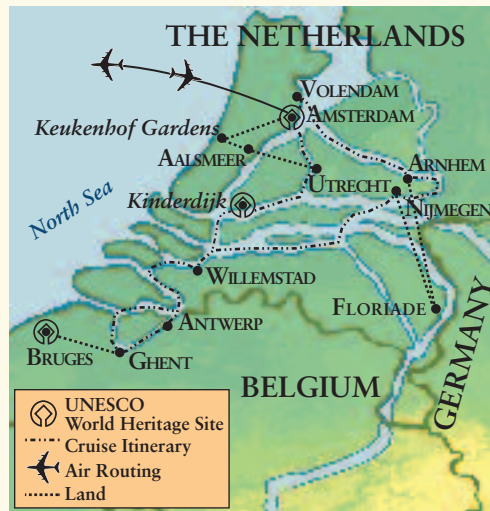 THE NETHERLANDS
VOLENDAM
AMSTERDAM
Keukenhof Gardens
AALSMEER
ARNHEM
UTRECHT
Kinderdijk
NIJMEGEN
North Sea
WILLEMSTAD
FLORIADE
ANTWERP
BRUGES
GHENT
BELGIUM
GERMANY
UNESCO
World Heritage Site
Cruise Itinerary
Air Routing
Land